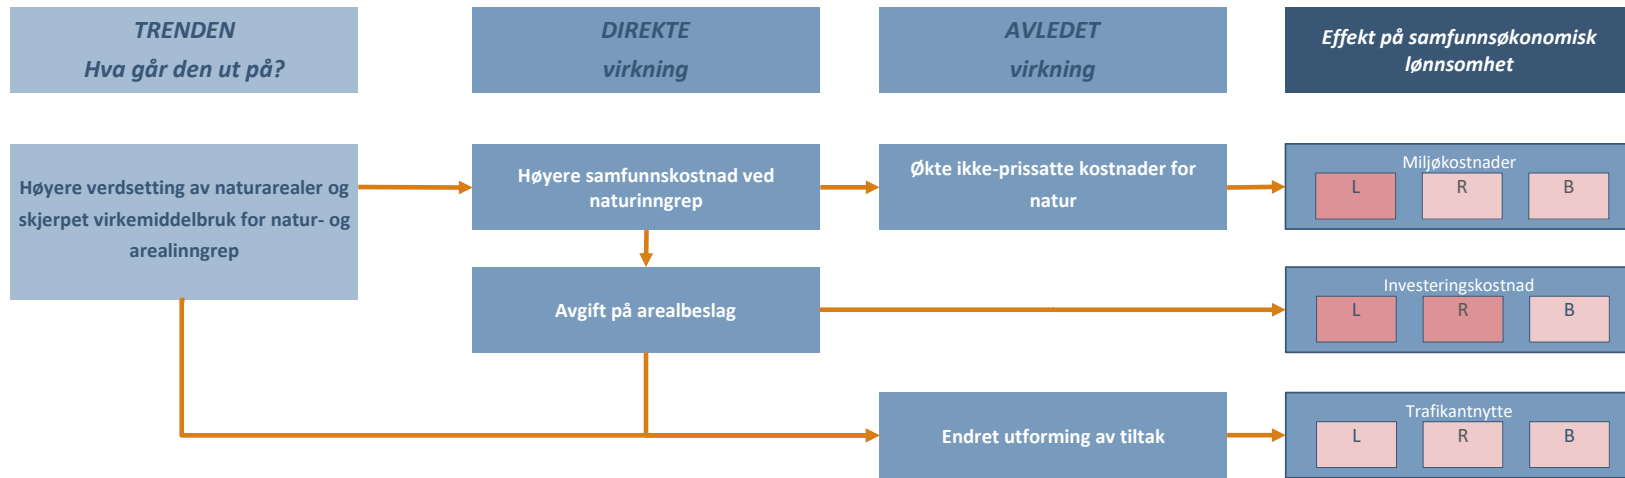 TRENDEN
Hva går den ut på?
DIREKTE
virkning
AVLEDET
virkning
Effekt på samfunnsøkonomisk
lønnsomhet
Høyere verdsetting av naturarealer og
skjerpet virkemiddelbruk for natur- og
arealinngrep
Høyere samfunnskostnad ved
naturinngrep
Økte ikke-prissatte kostnader for
natur
Miljøkostnader
L R B
Avgift på arealbeslag
Investeringskostnad
L R B
Endret utforming av tiltak
Trafikantnytte
L R B